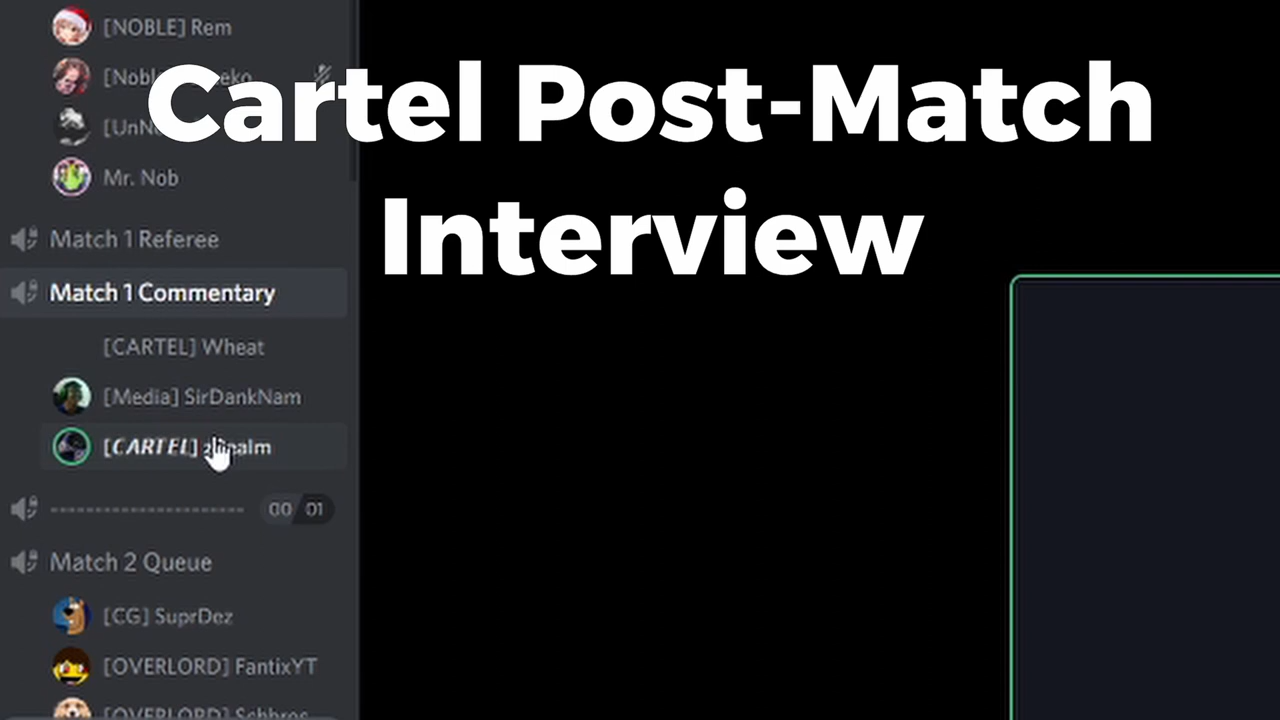 [NOBLE] Rem
Cartel Post-Match
Interview
Mr. Nob
Match 1 Referee
Match 1 Commentary
[CARTEL] Wheat
[Media] SirDankNam
[CARTEL]
00 01
Match 2 Queue
[CG] SuprDez
[OVERLORD] FantixYT
[OVERLORD]